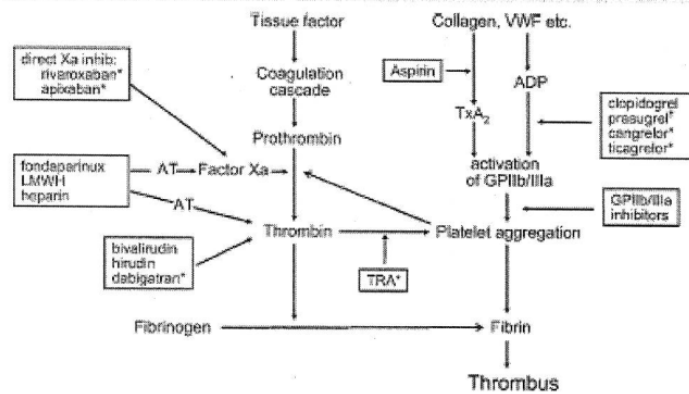 Tissue factor
Collagen, VWF etc.
direct Xa inhib:
rivaroxaban*
apixaban*
Coagulation
cascade
Aspirin
ADP
TxA2
clopidogrel
prasugrel*
cangrelor*
ticagrelor*
Prothrombin
activation
of GPIIb/IIIa
fondaparinux
LMWH
heparin
AT
Factor Xa
AT
GPIIb/IIIa
inhibitors
Thrombin
Platelet aggregation
bivalirudin
hirudin
dabigatran*
TRA*
Fibrinogen
Fibrin
Thrombus